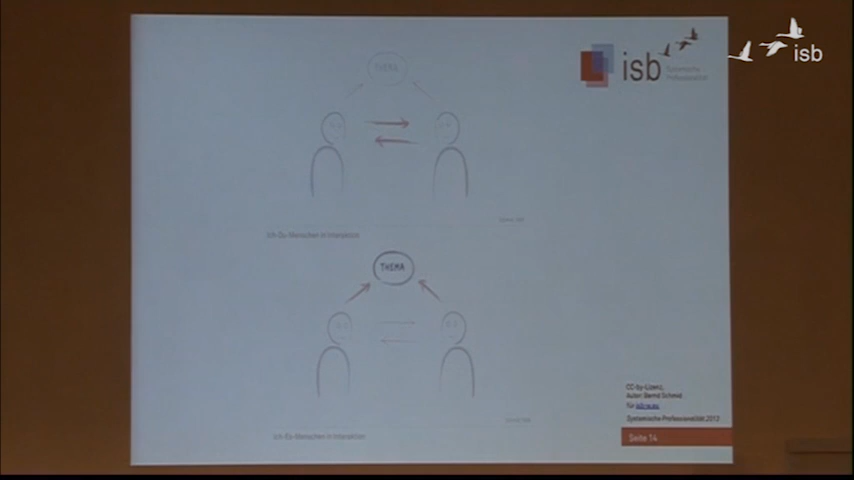 THEMA
isb
Systemische
Professionalität
isb
Ich-Du-Menschen in Interaktion
THEMA
Ich-Es-Menschen in Interaktion
CC-by-Lizenz,
Autor: Bernd Schmid
für isb-w.eu
Systemische Professionalität 2013
Seite 14